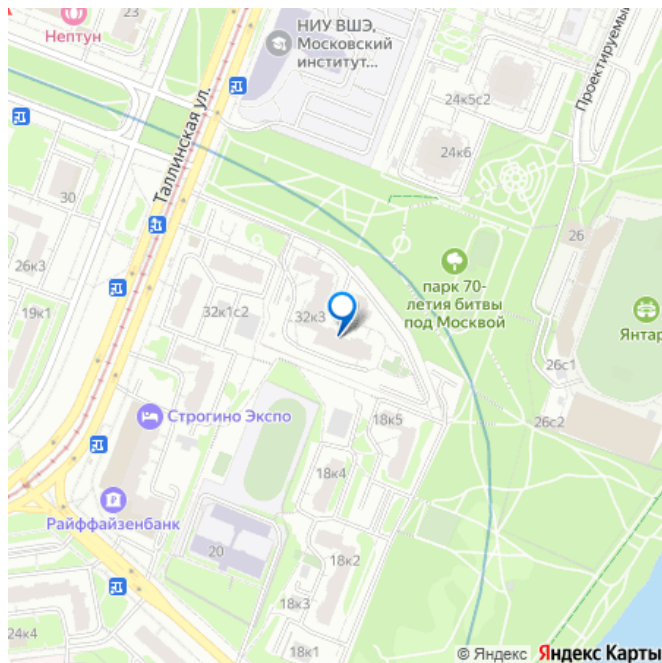 23
Нептун
НИУ ВШЭ,
Московский
институт...
Проектируемый
24к5с2
24к6
Таллинская ул.
30
26
26к3
парк 70-
летия битвы
под Москвой
32к1с2
32к3
19к1
Янтар
26с1
Строгино Экспо
18к5
26с2
18к4
Райффайзенбанк
20
18к2
18к3
24к4
18к1
© Яндекс Яндекс Карты